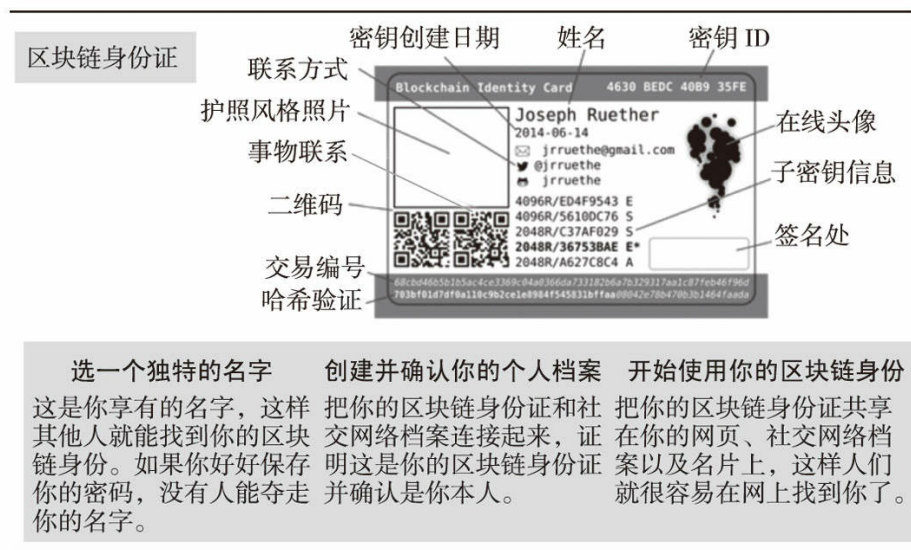 区块链身份证
密钥创建日期
姓名
密钥 ID
联系方式
护照风格照片
事物联系
二维码
交易编号
哈希验证
Blockchain Identity Card
4630 BEDC 40B9 35FE
Joseph Ruether
2014-06-14
jrruethe@gmail.com
@jrruethe
jrruethe
4096R/ED4F9543 E
4096R/5610DC76 S
2048R/C37AF029 S
2048R/36753BAE E*
2048R/A627C8C4 A
在线头像
子密钥信息
签名处
选一个独特的名字
这是你享有的名字，这样
其他人就能找到你的区块
链身份。如果你好好保存
你的密码，没有人能夺走
你的名字。
创建并确认你的个人档案
把你的区块链身份证和社
交网络档案连接起来，证
明这是你的区块链身份证
并确认是你本人。
开始使用你的区块链身份
把你的区块链身份证共享
在你的网页、社交网络档
案以及名片上，这样人们
就很容易在网上找到你了。